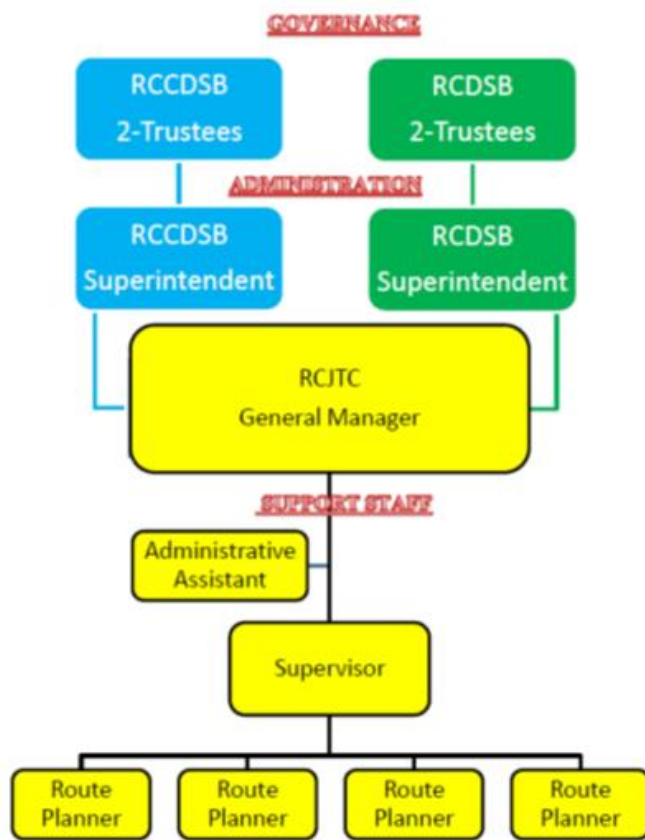 GOVERNANCE
RCCDSB
2-Trustees
RCDSB
2-Trustees
ADMINISTRATION
RCCDSB
Superintendent
RCDSB
Superintendent
RCJTC
General Manager
SUPPORT STAFF
Administrative
Assistant
Supervisor
Route
Planner
Route
Planner
Route
Planner
Route
Planner